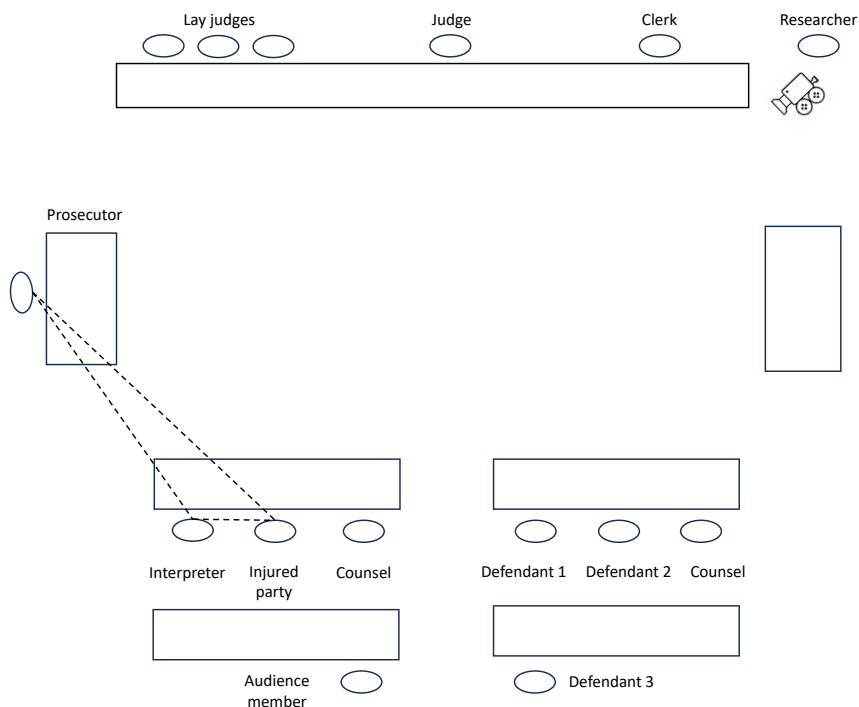 Lay judges
Judge
Clerk
Researcher
Prosecutor
Interpreter
Injured
party
Counsel
Defendant 1
Defendant 2
Counsel
Audience
member
Defendant 3